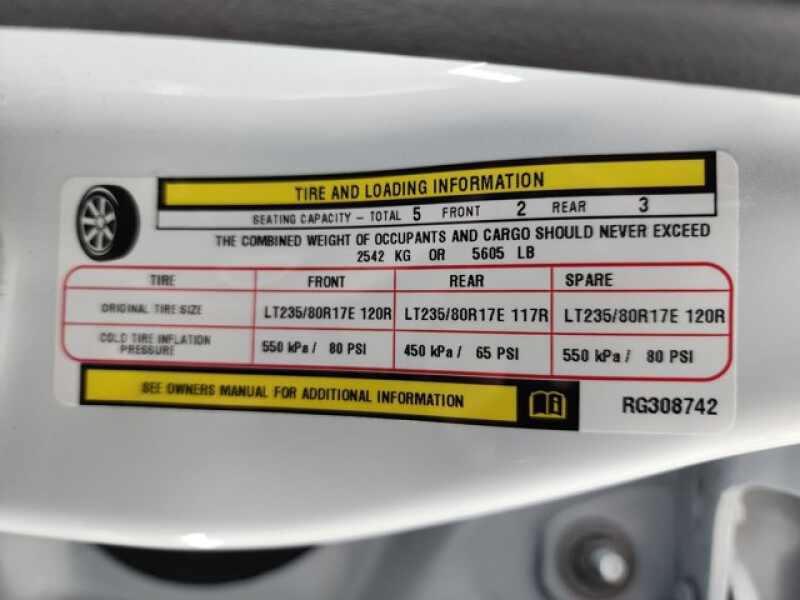 TIRE AND LOADING INFORMATION
SEATING CAPACITY – TOTAL 5 FRONT 2 REAR 3
THE COMBINED WEIGHT OF OCCUPANTS AND CARGO SHOULD NEVER EXCEED
2542 KG OR 5605 LB
TIRE FRONT REAR SPARE
ORIGINAL TIRE SIZE LT235/80R17E 120R LT235/80R17E 117R LT235/80R17E 120R
COLD TIRE INFLATION
PRESSURE 550 kPa / 80 PSI 450 kPa / 65 PSI 550 kPa / 80 PSI
SEE OWNERS MANUAL FOR ADDITIONAL INFORMATION
RG308742